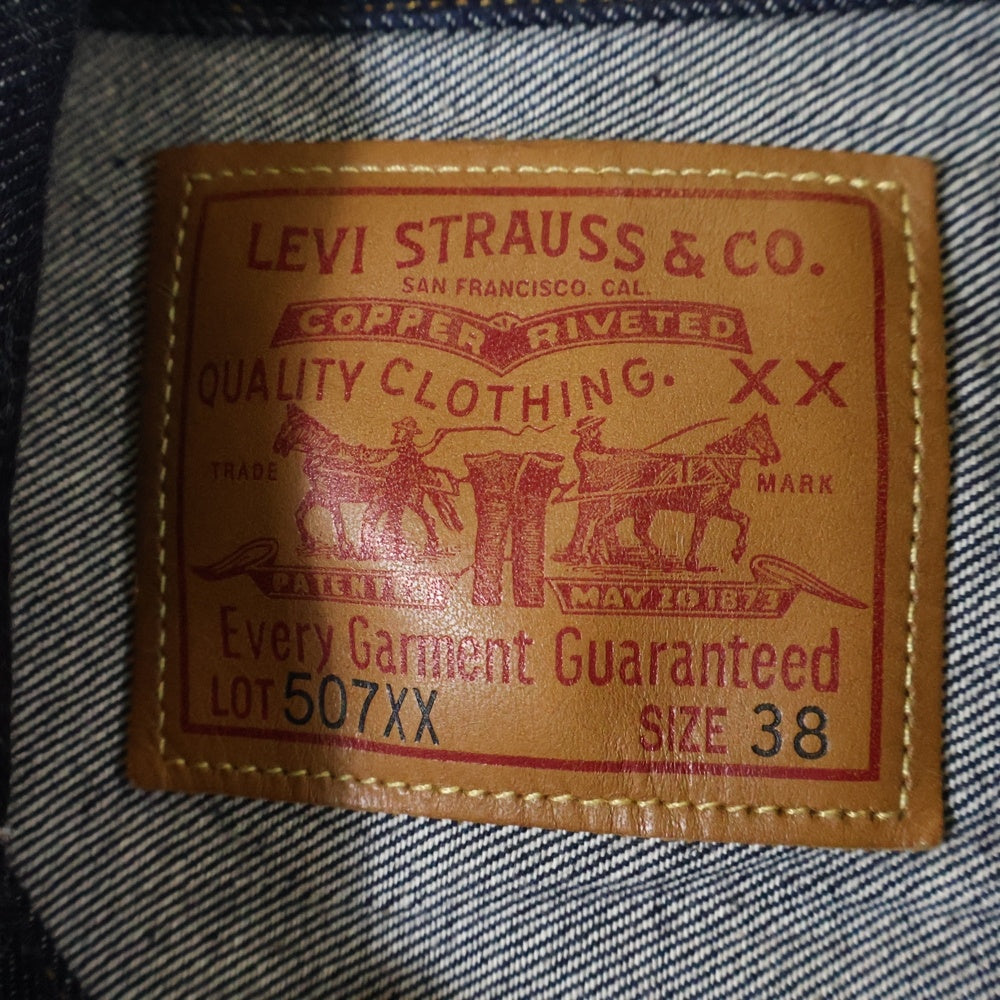 LEVI STRAUSS & CO.
SAN FRANCISCO. CAL.
COPPER RIVETED
QUALITY CLOTHING. XX
TRADE MARK
PATENTED MAY 20 1873
Every Garment Guaranteed
LOT 507XX SIZE 38